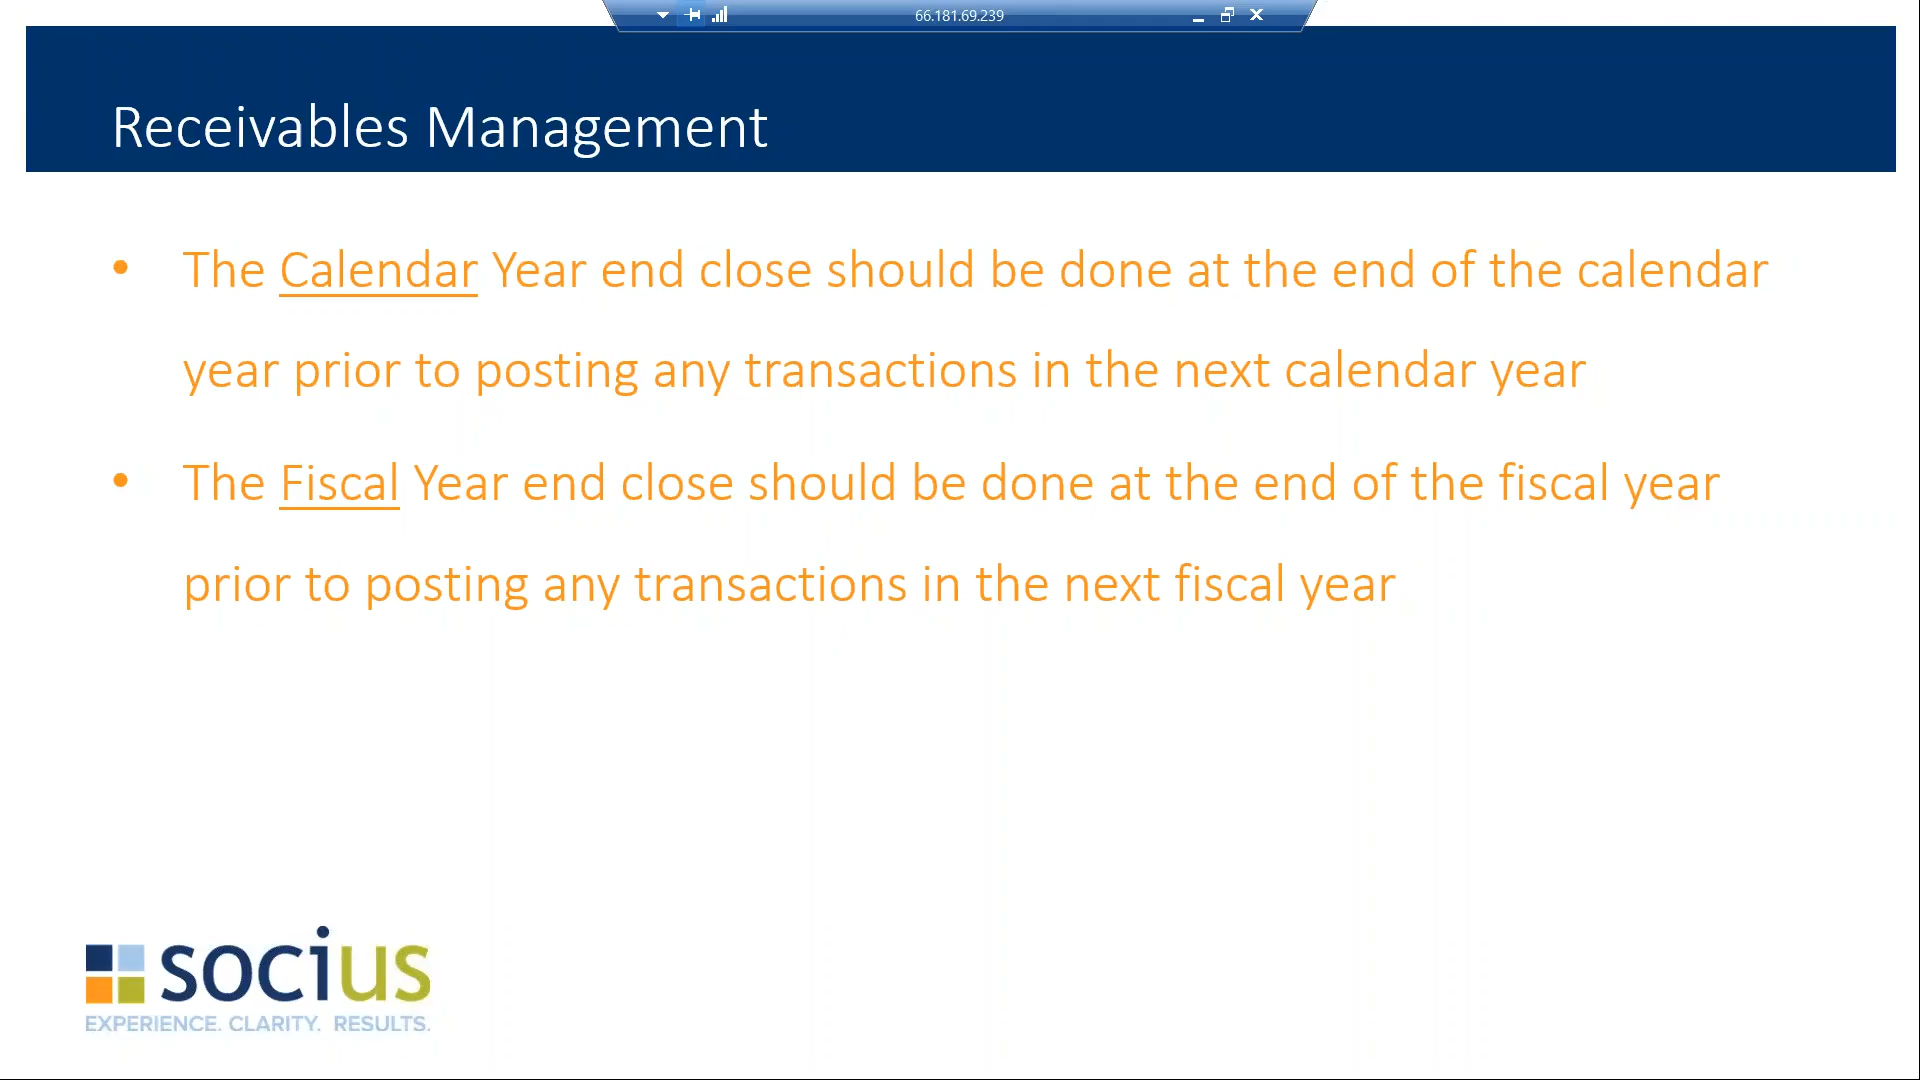 66.181.69.239
Receivables Management
• The Calendar Year end close should be done at the end of the calendar
year prior to posting any transactions in the next calendar year
• The Fiscal Year end close should be done at the end of the fiscal year
prior to posting any transactions in the next fiscal year
socius
EXPERIENCE. CLARITY. RESULTS.